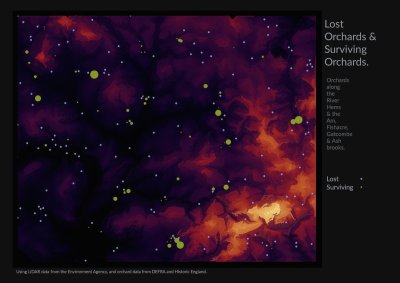 Lost
Orchards &
Surviving
Orchards.
Orchards
along
the
River
Hems
& the
Am,
Fishacre,
Gatcombe
& Ash
brooks.
Lost
Surviving
Using LIDAR data from the Environment Agency, and orchard data from DEFRA and Historic England.